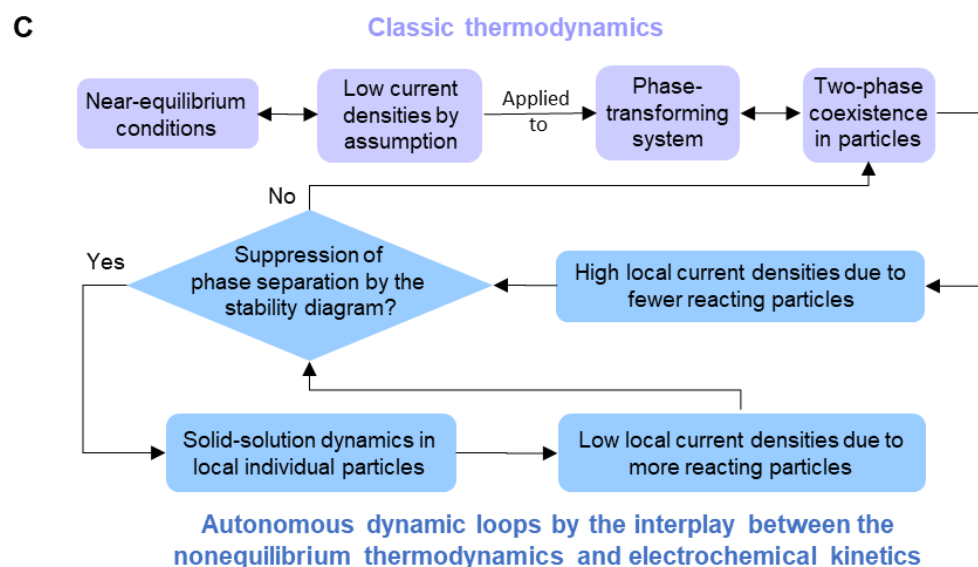 C
Classic thermodynamics
Near-equilibrium
conditions
Low current
densities by
assumption
Applied
to
Phase-
transforming
system
Two-phase
coexistence
in particles
No
Yes
Suppression of
phase separation by the
stability diagram?
High local current densities due to
fewer reacting particles
Solid-solution dynamics in
local individual particles
Low local current densities due to
more reacting particles
Autonomous dynamic loops by the interplay between the
nonequilibrium thermodynamics and electrochemical kinetics